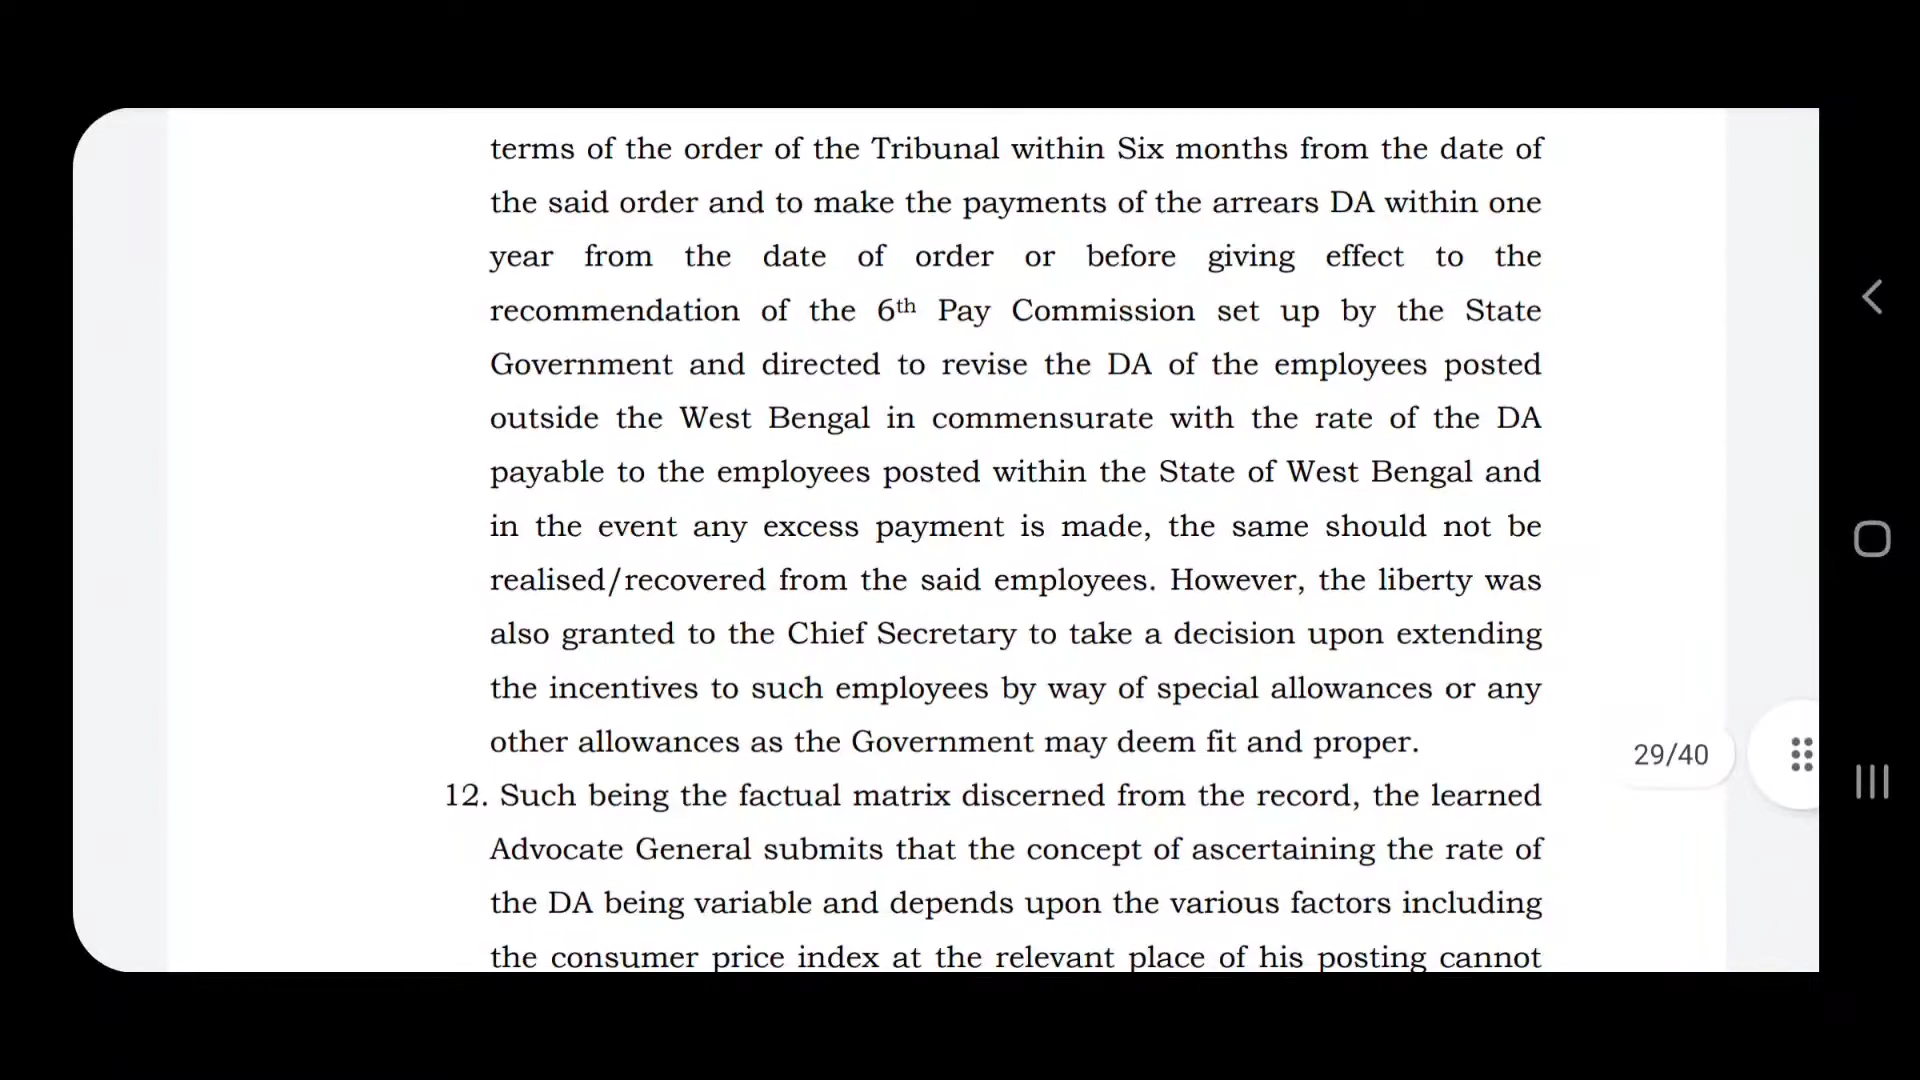 terms of the order of the Tribunal within Six months from the date of
the said order and to make the payments of the arrears DA within one
year from the date of order or before giving effect to the
recommendation of the 6th Pay Commission set up by the State
Government and directed to revise the DA of the employees posted
outside the West Bengal in commensurate with the rate of the DA
payable to the employees posted within the State of West Bengal and
in the event any excess payment is made, the same should not be
realised/recovered from the said employees. However, the liberty was
also granted to the Chief Secretary to take a decision upon extending
the incentives to such employees by way of special allowances or any
other allowances as the Government may deem fit and proper.
29/40
12. Such being the factual matrix discerned from the record, the learned
Advocate General submits that the concept of ascertaining the rate of
the DA being variable and depends upon the various factors including
the consumer price index at the relevant place of his posting cannot